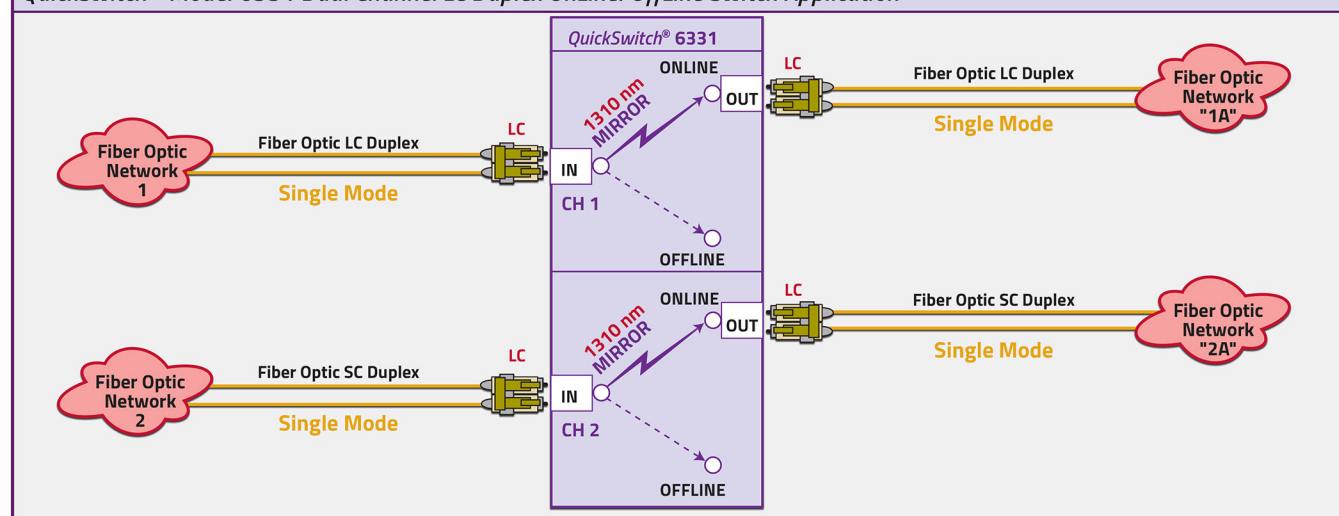 QuickSwitch® 6331
ONLINE
LC
Fiber Optic LC Duplex
Fiber Optic
Network
"1A"
1310 nm
MIRROR
OUT
Single Mode
LC
Fiber Optic LC Duplex
Fiber Optic
Network
1
IN
Single Mode
CH 1
OFFLINE
ONLINE
LC
Fiber Optic SC Duplex
Fiber Optic
Network
"2A"
1310 nm
MIRROR
OUT
Single Mode
LC
Fiber Optic SC Duplex
Fiber Optic
Network
2
IN
Single Mode
CH 2
OFFLINE